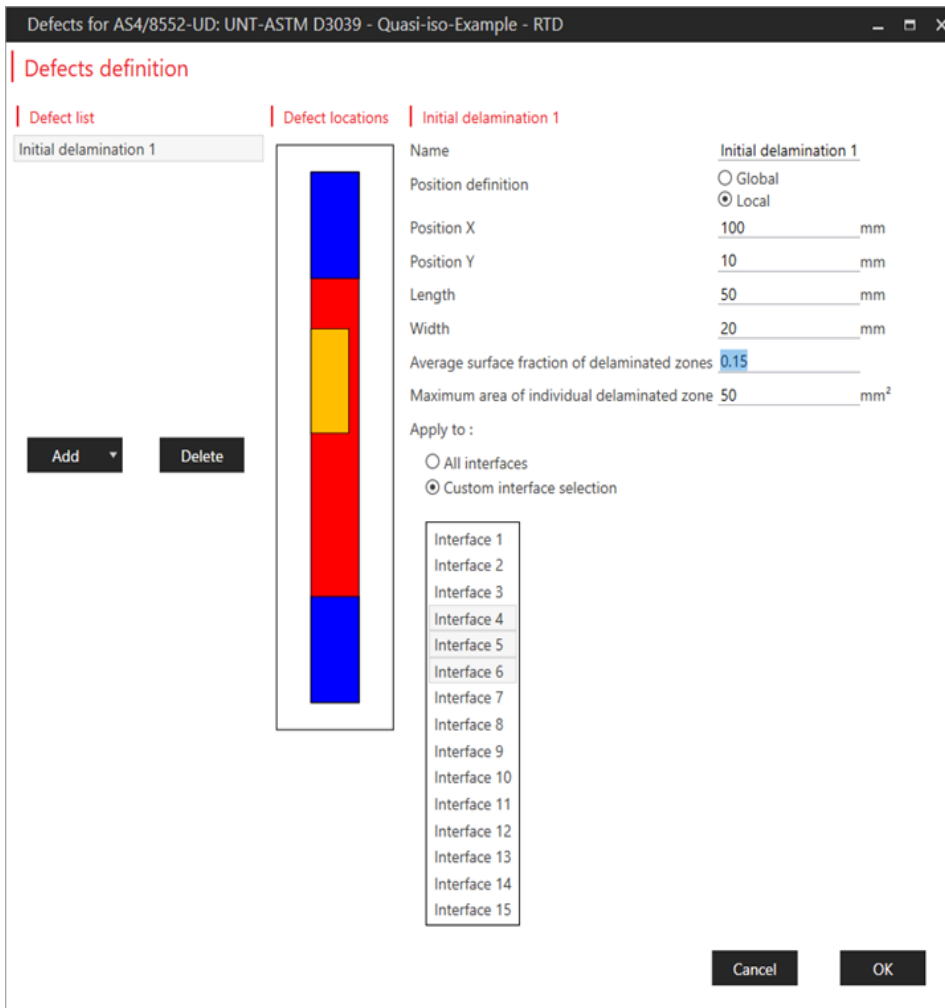 Defects for AS4/8552-UD: UNT-ASTM D3039 - Quasi-iso-Example - RTD
Defects definition
Defect list
Initial delamination 1
Add
Delete
Defect locations
Initial delamination 1
Name Initial delamination 1
Position definition Global
Local
Position X 100 mm
Position Y 10 mm
Length 50 mm
Width 20 mm
Average surface fraction of delaminated zones 0.15
Maximum area of individual delaminated zone 50 mm²
Apply to :
All interfaces
Custom interface selection
Interface 1
Interface 2
Interface 3
Interface 4
Interface 5
Interface 6
Interface 7
Interface 8
Interface 9
Interface 10
Interface 11
Interface 12
Interface 13
Interface 14
Interface 15
Cancel
OK